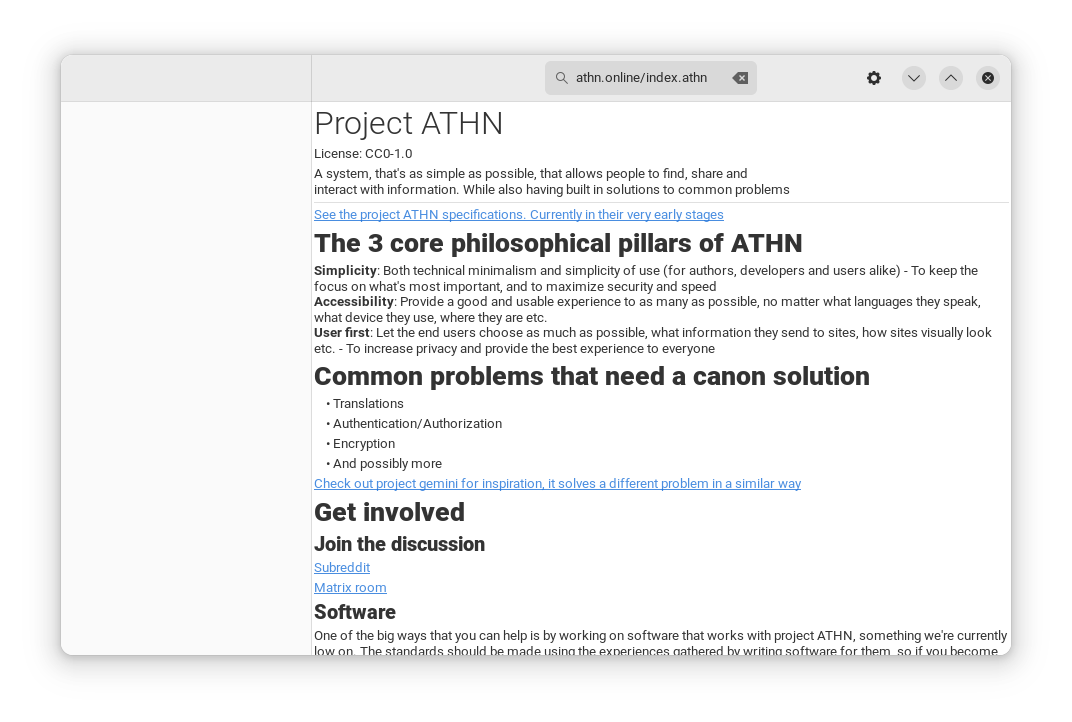 athn.online/index.athn
Project ATHN
License: CC0-1.0
A system, that's as simple as possible, that allows people to find, share and
interact with information. While also having built in solutions to common problems
See the project ATHN specifications. Currently in their very early stages
The 3 core philosophical pillars of ATHN
Simplicity: Both technical minimalism and simplicity of use (for authors, developers and users alike) - To keep the
focus on what's most important, and to maximize security and speed
Accessibility: Provide a good and usable experience to as many as possible, no matter what languages they speak,
what device they use, where they are etc.
User first: Let the end users choose as much as possible, what information they send to sites, how sites visually look
etc. - To increase privacy and provide the best experience to everyone
Common problems that need a canon solution
• Translations
• Authentication/Authorization
• Encryption
• And possibly more
Check out project gemini for inspiration, it solves a different problem in a similar way
Get involved
Join the discussion
Subreddit
Matrix room
Software
One of the big ways that you can help is by working on software that works with project ATHN, something we're currently
low on. The standards should be made using the experiences gathered by writing software for them, so if you become